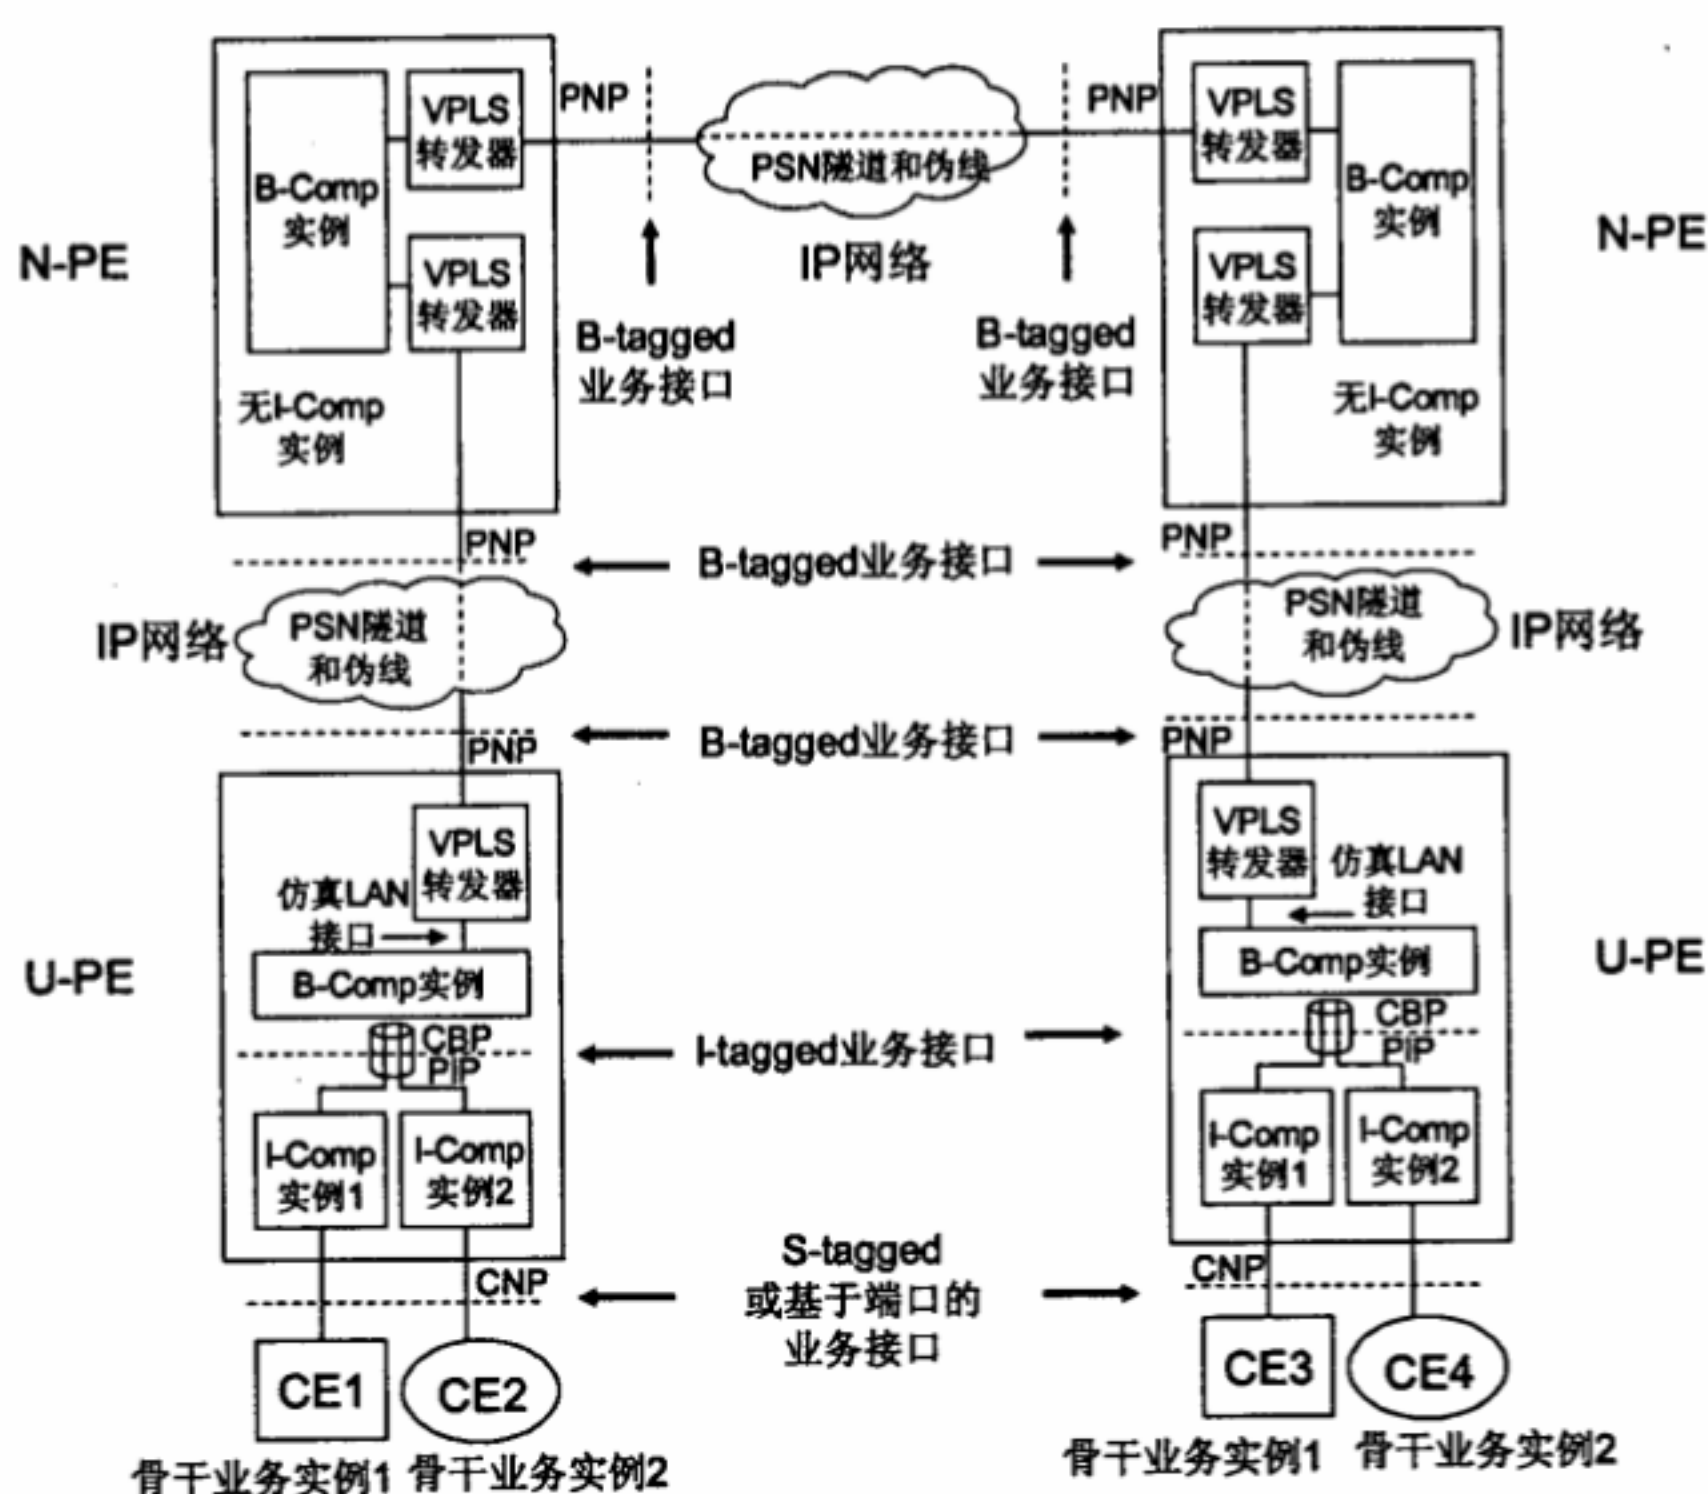 N-PE
B-Comp
实例
VPLS
转发器
VPLS
转发器
无I-Comp
实例
PNP
B-tagged
业务接口
PSN隧道和伪线
IP网络
PNP
B-tagged
业务接口
VPLS
转发器
VPLS
转发器
B-Comp
实例
无I-Comp
实例
N-PE
PNP
B-tagged业务接口
PNP
IP网络
PSN隧道
和伪线
PSN隧道
和伪线
IP网络
PNP
B-tagged业务接口
PNP
U-PE
VPLS
转发器
仿真LAN
接口
B-Comp实例
CBP
PIP
I-Comp
实例1
I-Comp
实例2
I-tagged业务接口
VPLS
转发器
仿真LAN
接口
B-Comp实例
CBP
PIP
I-Comp
实例1
I-Comp
实例2
U-PE
CNP
S-tagged
或基于端口的
业务接口
CNP
CE1
CE2
CE3
CE4
骨干业务实例1
骨干业务实例2
骨干业务实例1
骨干业务实例2